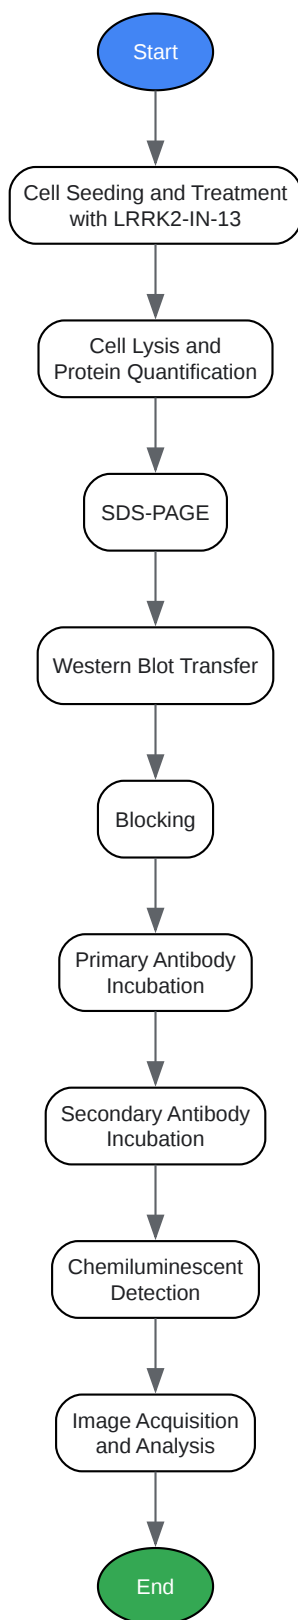 Start
Cell Seeding and Treatment
with LRRK2-IN-13
Cell Lysis and
Protein Quantification
SDS-PAGE
Western Blot Transfer
Blocking
Primary Antibody
Incubation
Secondary Antibody
Incubation
Chemiluminescent
Detection
Image Acquisition
and Analysis
End